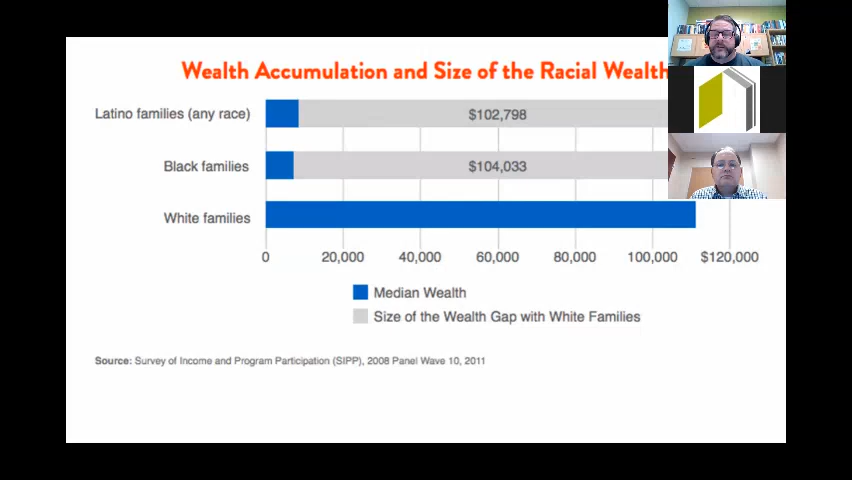 Wealth Accumulation and Size of the Racial Wealth
Latino families (any race)
$102,798
Black families
$104,033
White families
0 20,000 40,000 60,000 80,000 100,000 $120,000
Median Wealth
Size of the Wealth Gap with White Families
Source: Survey of Income and Program Participation (SIPP), 2008 Panel Wave 10, 2011